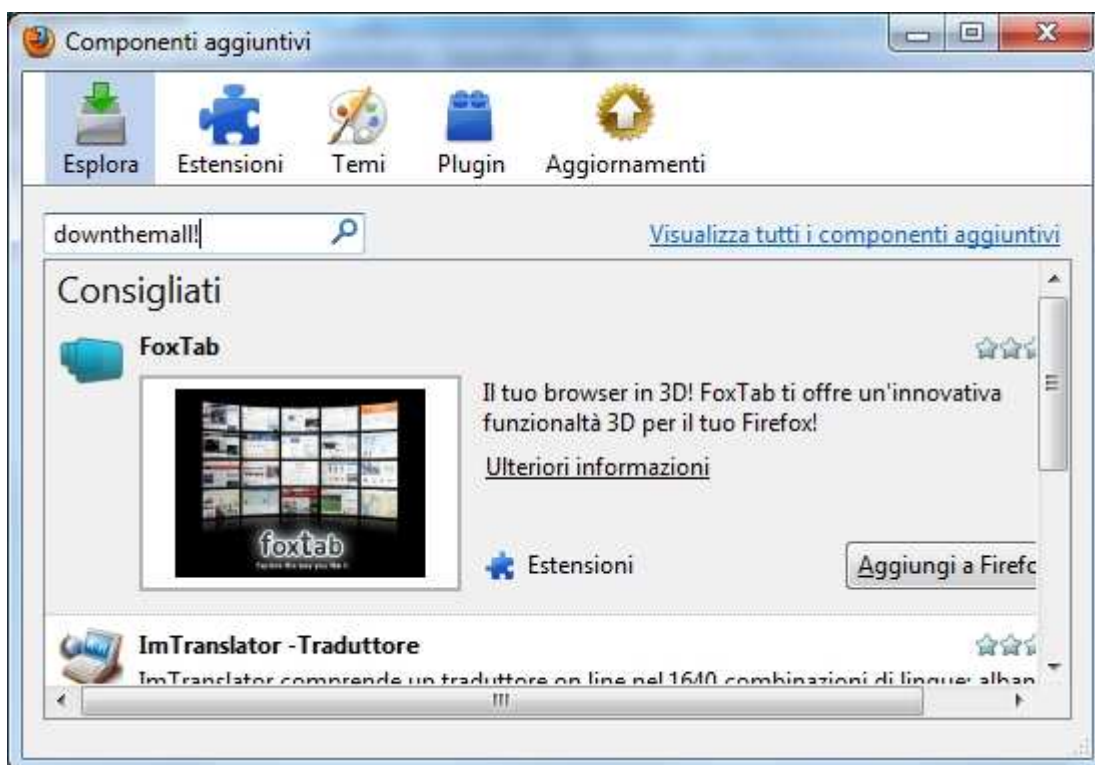 Componenti aggiuntivi
Esplora Estensioni Temi Plugin Aggiornamenti
downthemall! Visualizza tutti i componenti aggiuntivi
Consigliati
FoxTab
Il tuo browser in 3D! FoxTab ti offre un'innovativa
funzionaltà 3D per il tuo Firefox!
Ulteriori informazioni
foxtab
Estensioni Aggiungi a Firefo
ImTranslator -Traduttore
ImTranslator comprende un traduttore on line nel 1640 combinazioni di lingue: alban